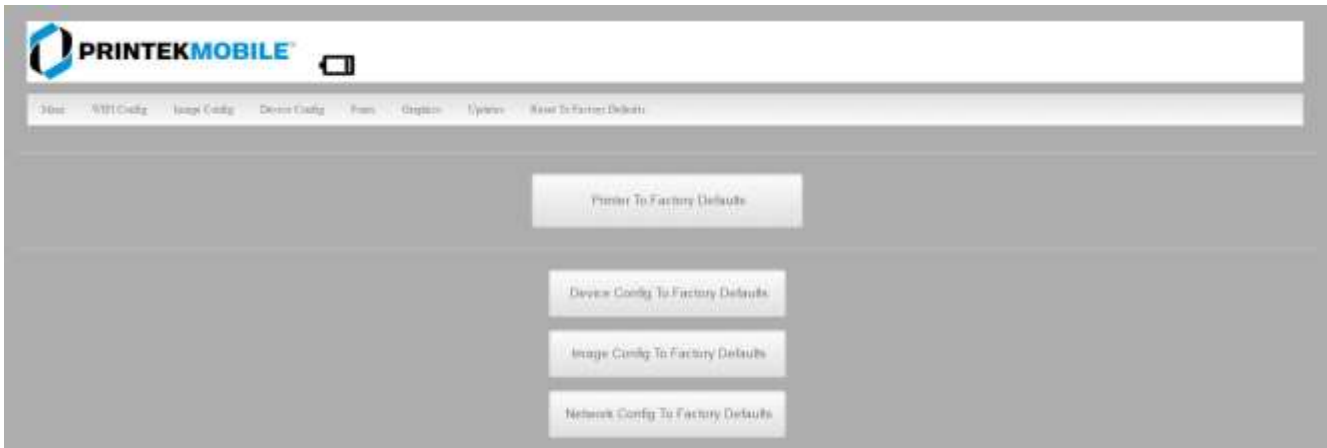 PRINTEKMOBILE
Main WIFI Config Image Config Device Config Fonts Graphics Updates Reset To Factory Defaults
Printer To Factory Defaults
Device Config To Factory Defaults
Image Config To Factory Defaults
Network Config To Factory Defaults